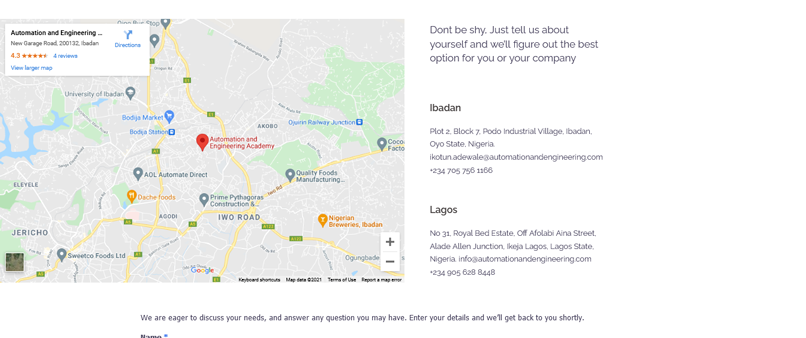 Oyo Bus Stop
Automation and Engineering ...
New Garage Road, 200132, Ibadan
Directions
4.3
4 reviews
View larger map
University of Ibadan
Bodija Market
Bodija Station
AKOBO
Ojuirin Railway Junction
Automation and
Engineering Academy
Cocoa
Facto
AOL Automate Direct
Quality Foods
Manufacturing...
ELEYELE
Dache foods
Prime Pythagoras
Construction &...
Iwo Rd
AGODI
IWO ROAD
Nigerian
Breweries, Ibadan
JERICHO
Sweetco Foods Ltd
Ogungbade
Google
Keyboard shortcuts Map data ©2021 Terms of Use Report a map error
Dont be shy, Just tell us about
yourself and we'll figure out the best
option for you or your company
Ibadan
Plot 2, Block 7, Podo Industrial Village, Ibadan,
Oyo State, Nigeria.
ikotun.adewale@automationandengineering.com
+234 705 756 1166
Lagos
No 31, Royal Bed Estate, Off Afolabi Aina Street,
Alade Allen Junction, Ikeja Lagos, Lagos State,
Nigeria. info@automationandengineering.com
+234 905 628 8448
We are eager to discuss your needs, and answer any question you may have. Enter your details and we'll get back to you shortly.
Name *